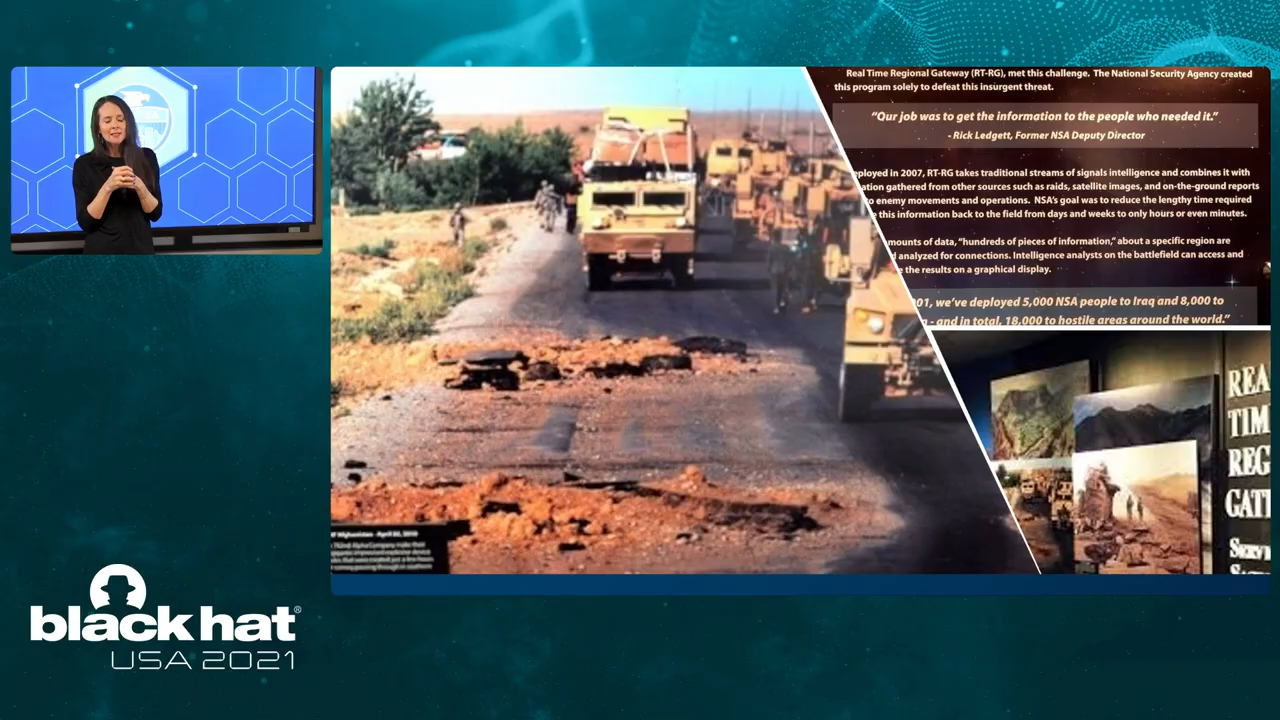 Real Time Regional Gateway (RT-RG), met this challenge. The National Security Agency created
this program solely to defeat this insurgent threat.
"Our job was to get the information to the people who needed it."
- Rick Ledgett, Former NSA Deputy Director
eployed in 2007, RT-RG takes traditional streams of signals intelligence and combines it with
ation gathered from other sources such as raids, satellite images, and on-the-ground reports
o enemy movements and operations. NSA's goal was to reduce the lengthy time required
e this information back to the field from days and weeks to only hours or even minutes.
mounts of data, "hundreds of pieces of information," about a specific region are
d analyzed for connections. Intelligence analysts on the battlefield can access and
e the results on a graphical display.
01, we've deployed 5,000 NSA people to Iraq and 8,000 to
n - and in total, 18,000 to hostile areas around the world."
REA
TIM
REG
GAT
Afghanistan - April
black hat®
USA 2021